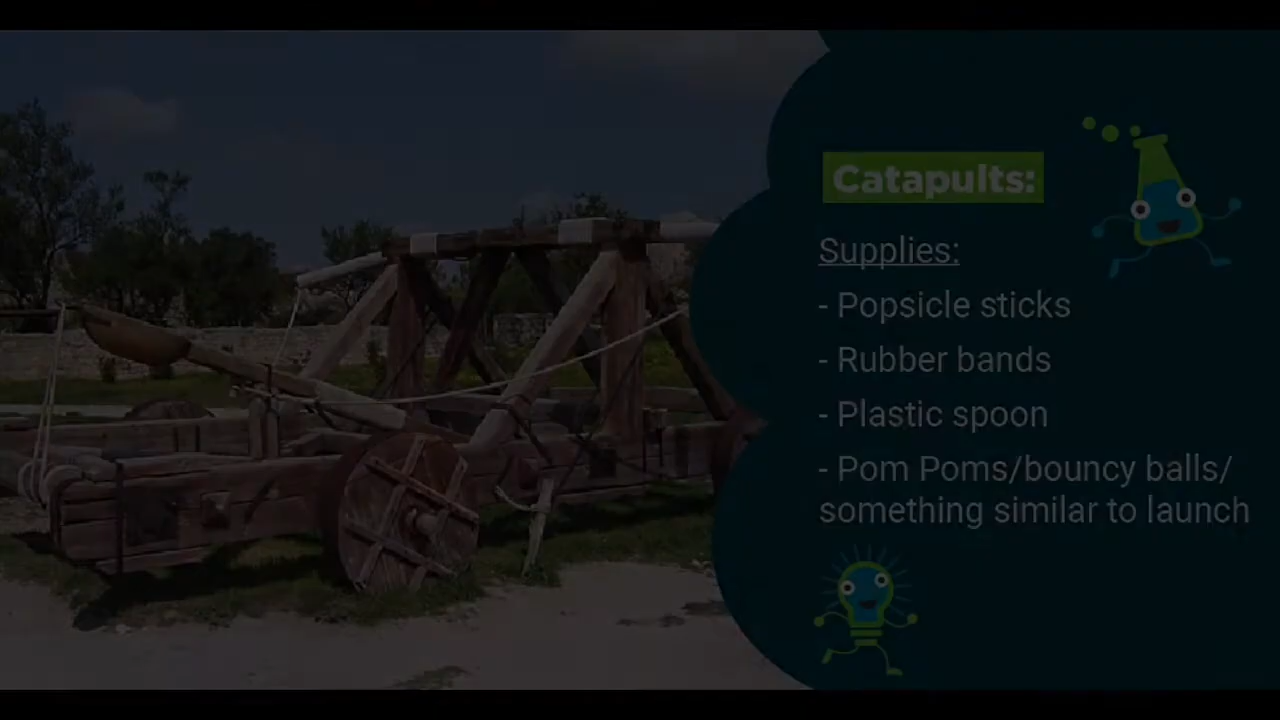 Catapults:
Supplies:
- Popsicle sticks
- Rubber bands
- Plastic spoon
- Pom Poms/bouncy balls/
something similar to launch